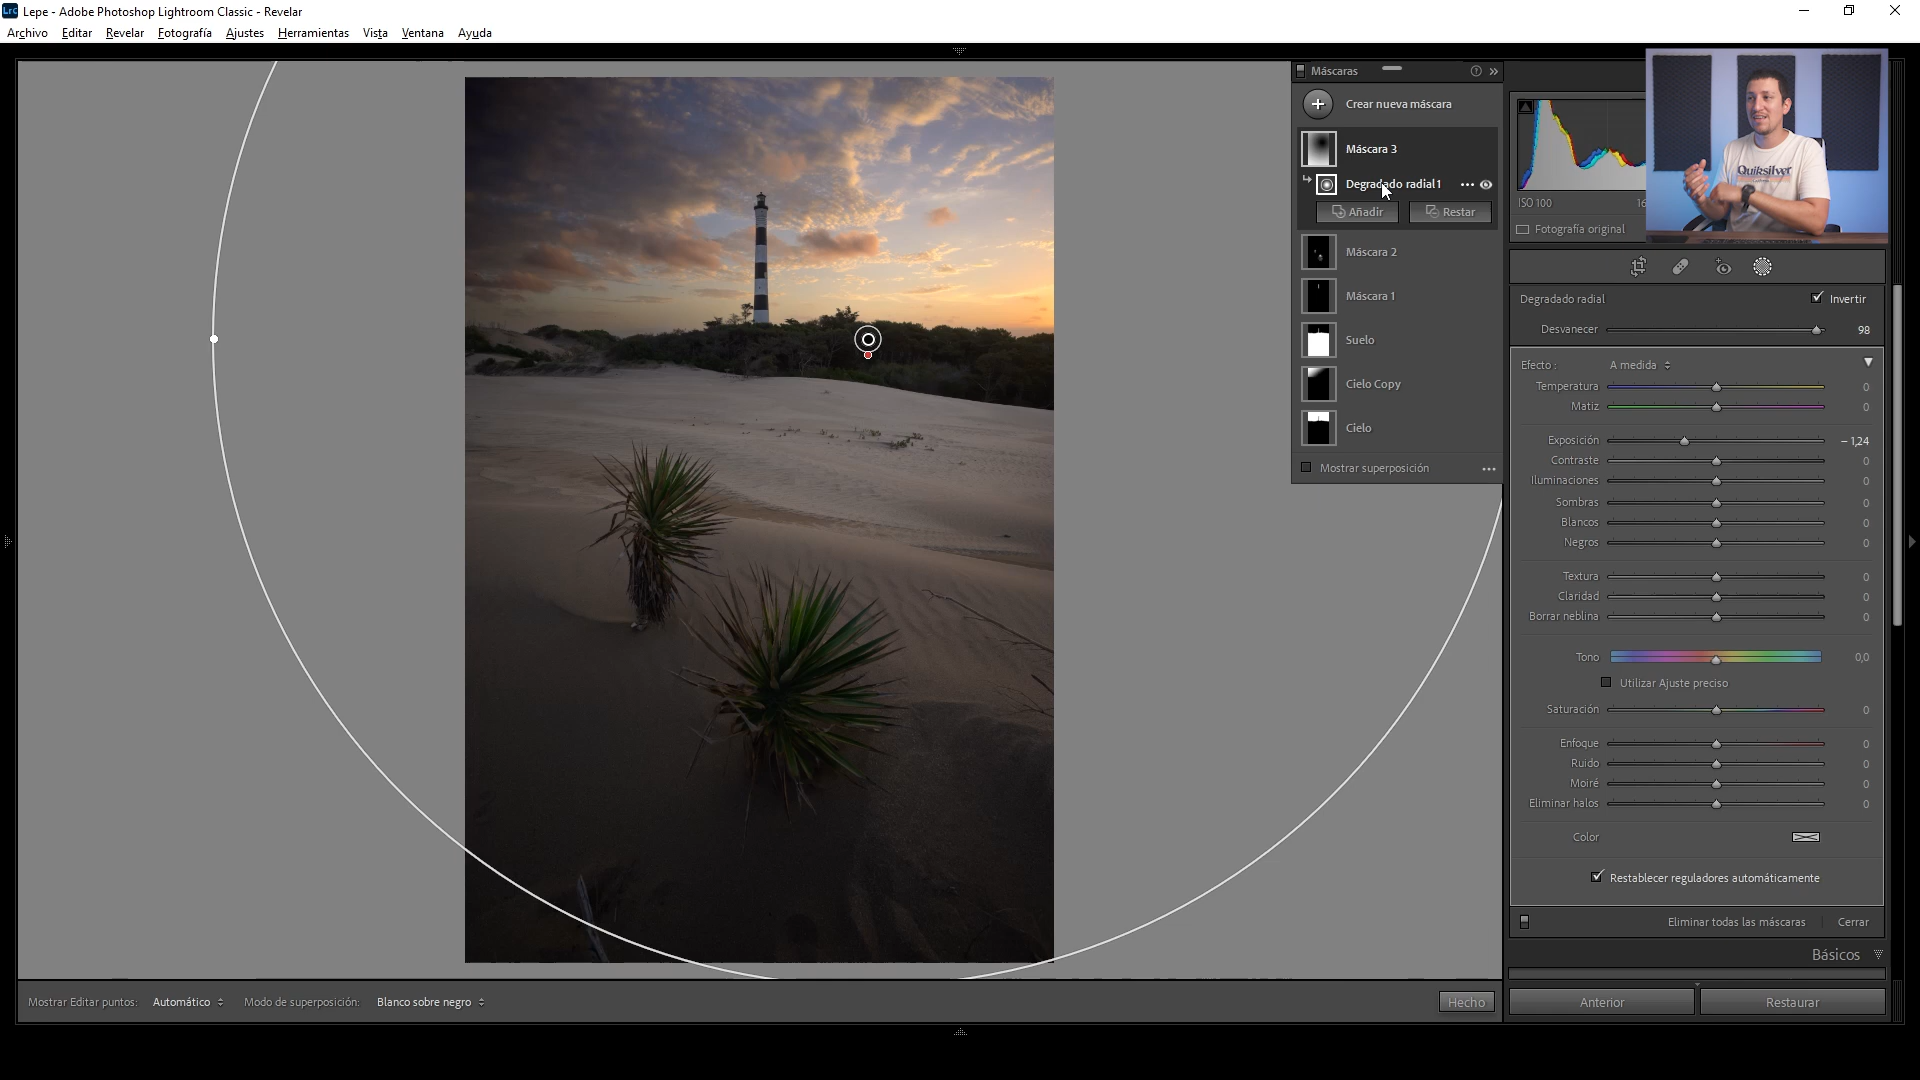 Lrc Lepe - Adobe Photoshop Lightroom Classic - Revelar
Archivo Editar Revelar Fotografía Ajustes Herramientas Vista Ventana Ayuda
Máscaras
Crear nueva máscara
Máscara 3
Degradado radial 1
Añadir Restar
Máscara 2
Máscara 1
Suelo
Cielo Copy
Cielo
Mostrar superposición
Quiksilver
ISO 100
Fotografía original
Degradado radial Invertir
Desvanecer 98
Efecto : A medida
Temperatura 0
Matiz 0
Exposición – 1,24
Contraste 0
Iluminaciones 0
Sombras 0
Blancos 0
Negros 0
Textura 0
Claridad 0
Borrar neblina 0
Tono 0,0
Utilizar Ajuste preciso
Saturación 0
Enfoque 0
Ruido 0
Moiré 0
Eliminar halos 0
Color
Restablecer reguladores automáticamente
Eliminar todas las máscaras Cerrar
Básicos
Anterior Restaurar
Mostrar Editar puntos: Automático Modo de superposición: Blanco sobre negro Hecho